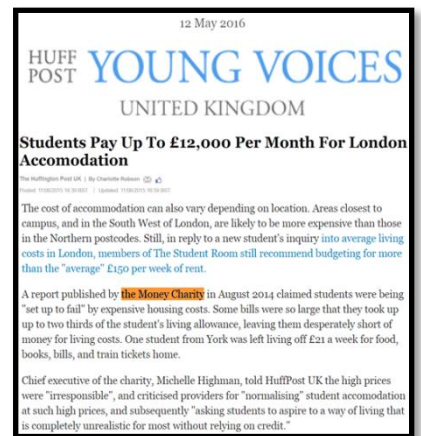 12 May 2016
HUFF
POST
YOUNG VOICES
UNITED KINGDOM
Students Pay Up To £12,000 Per Month For London
Accomodation
The Huffington Post UK | By Charlotte Robson
The cost of accommodation can also vary depending on location. Areas closest to
campus, and in the South West of London, are likely to be more expensive than those
in the Northern postcodes. Still, in reply to a new student's inquiry into average living
costs in London, members of The Student Room still recommend budgeting for more
than the "average" £150 per week of rent.
A report published by the Money Charity in August 2014 claimed students were being
"set up to fail" by expensive housing costs. Some bills were so large that they took up
up to two thirds of the student's living allowance, leaving them desperately short of
money for living costs. One student from York was left living off £21 a week for food,
books, bills, and train tickets home.
Chief executive of the charity, Michelle Highman, told HuffPost UK the high prices
were "irresponsible", and criticised providers for "normalising" student accomodation
at such high prices, and subsequently "asking students to aspire to a way of living that
is completely unrealistic for most without relying on credit."